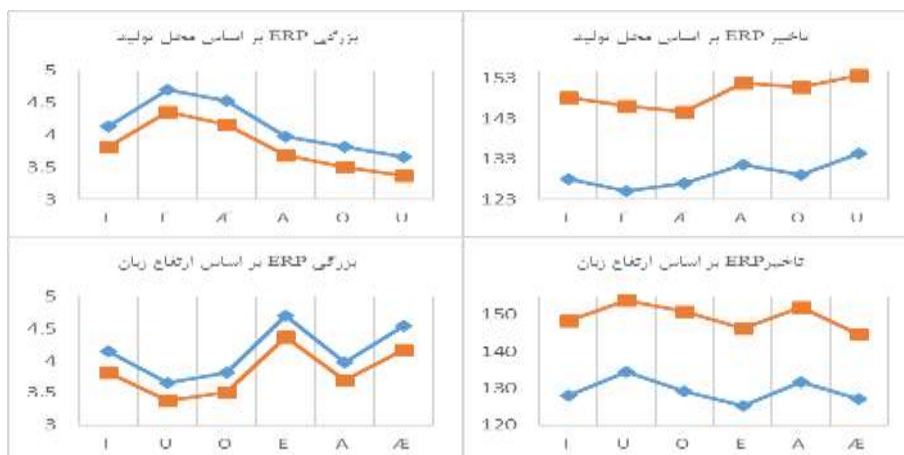 بزرگی ERP بر اساس محل تولید
5
4.5
4
3.5
3
I E Æ A O U
تاخیر ERP بر اساس محل تولید
153
143
133
123
I E Æ A O U
بزرگی ERP بر اساس ارتفاع زبان
5
4.5
4
3.5
3
I U O E A Æ
تاخیرERP بر اساس ارتفاع زبان
150
140
130
120
I U O E A Æ